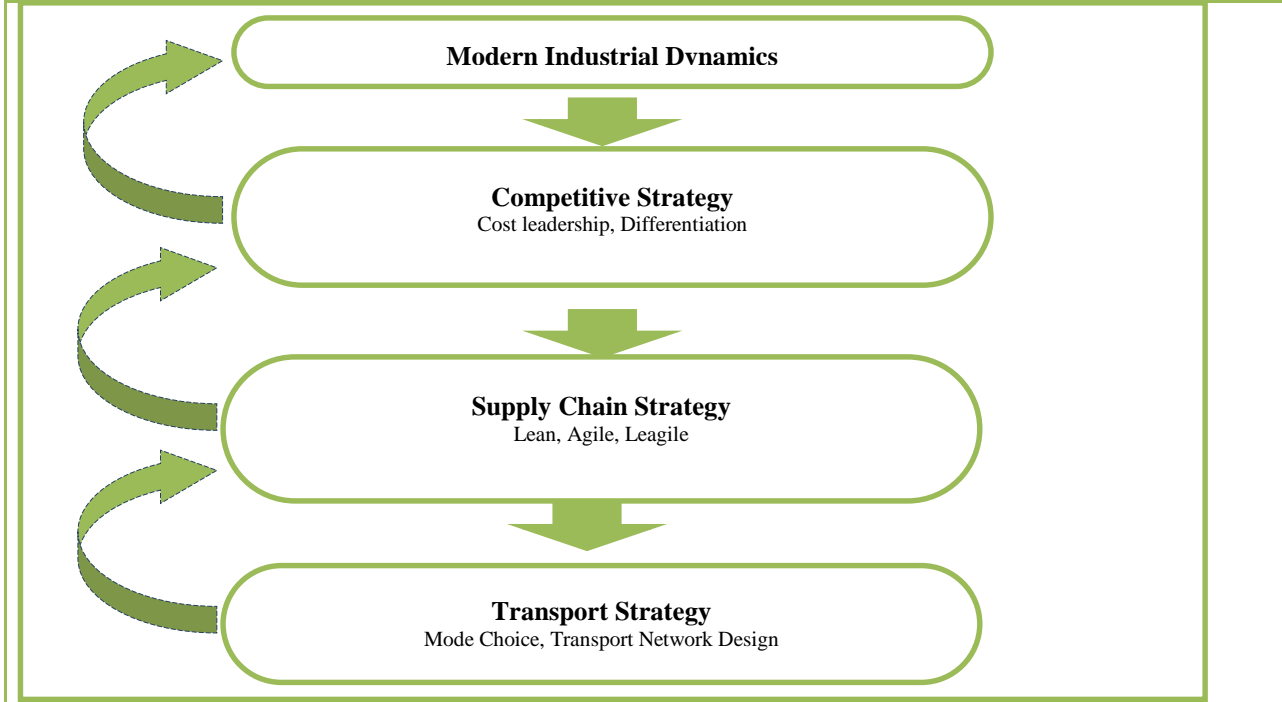 Modern Industrial Dynamics
Competitive Strategy
Cost leadership, Differentiation
Supply Chain Strategy
Lean, Agile, Leagile
Transport Strategy
Mode Choice, Transport Network Design